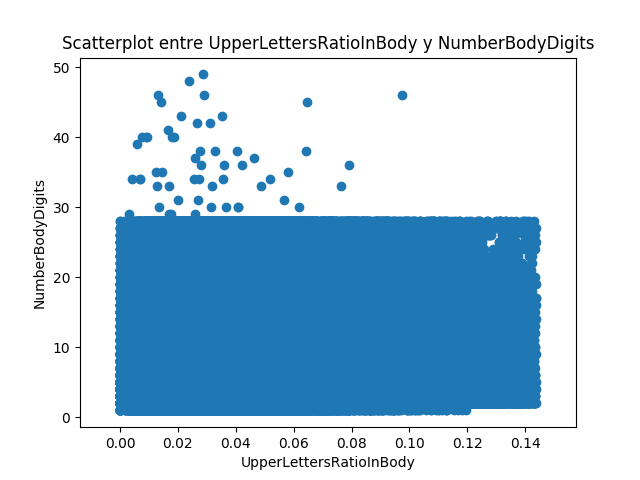 Scatterplot entre UpperLettersRatioInBody y NumberBodyDigits
50
40
30
20
10
0
NumberBodyDigits
0.00 0.02 0.04 0.06 0.08 0.10 0.12 0.14
UpperLettersRatioInBody